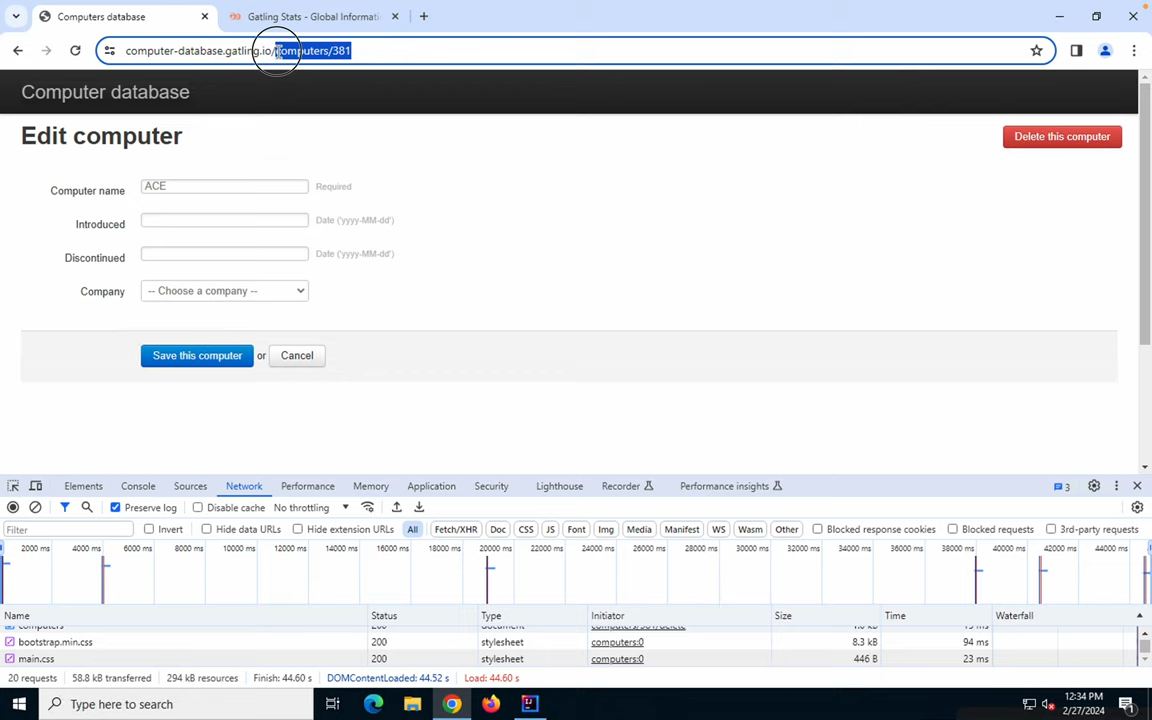 Computers database
Gatling Stats - Global Informati
computer-database.gatling.io/computers/381
Computer database
Edit computer
Delete this computer
Computer name
ACE
Required
Introduced
Date ('yyyy-MM-dd')
Discontinued
Date ('yyyy-MM-dd')
Company
-- Choose a company --
Save this computer or Cancel
Elements Console Sources Network Performance Memory Application Security Lighthouse Recorder Performance insights 3
Preserve log Disable cache No throttling
Filter Invert Hide data URLs Hide extension URLs All Fetch/XHR Doc CSS JS Font Img Media Manifest WS Wasm Other Blocked response cookies Blocked requests 3rd-party requests
2000 ms 4000 ms 6000 ms 8000 ms 10000 ms 12000 ms 14000 ms 16000 ms 18000 ms 20000 ms 22000 ms 24000 ms 26000 ms 28000 ms 30000 ms 32000 ms 34000 ms 36000 ms 38000 ms 40000 ms 42000 ms 44000 ms
Name Status Type Initiator Size Time Waterfall
bootstrap.min.css 200 stylesheet computers:0 8.3 kB 94 ms
main.css 200 stylesheet computers:0 446 B 23 ms
20 requests 58.8 kB transferred 294 kB resources Finish: 44.60 s DOMContentLoaded: 44.52 s Load: 44.60 s
Type here to search
12:34 PM
2/27/2024
1